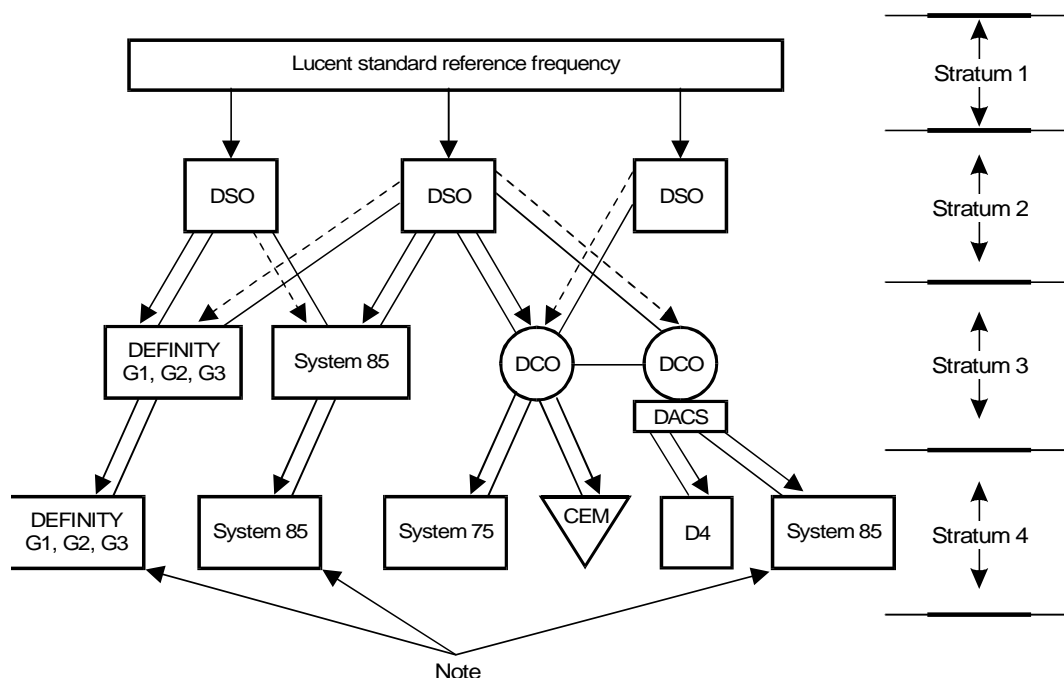 Lucent standard reference frequency
Stratum 1
DSO
DSO
DSO
Stratum 2
DEFINITY
G1, G2, G3
System 85
DCO
DCO
DACS
Stratum 3
DEFINITY
G1, G2, G3
System 85
System 75
CEM
D4
System 85
Stratum 4
Note